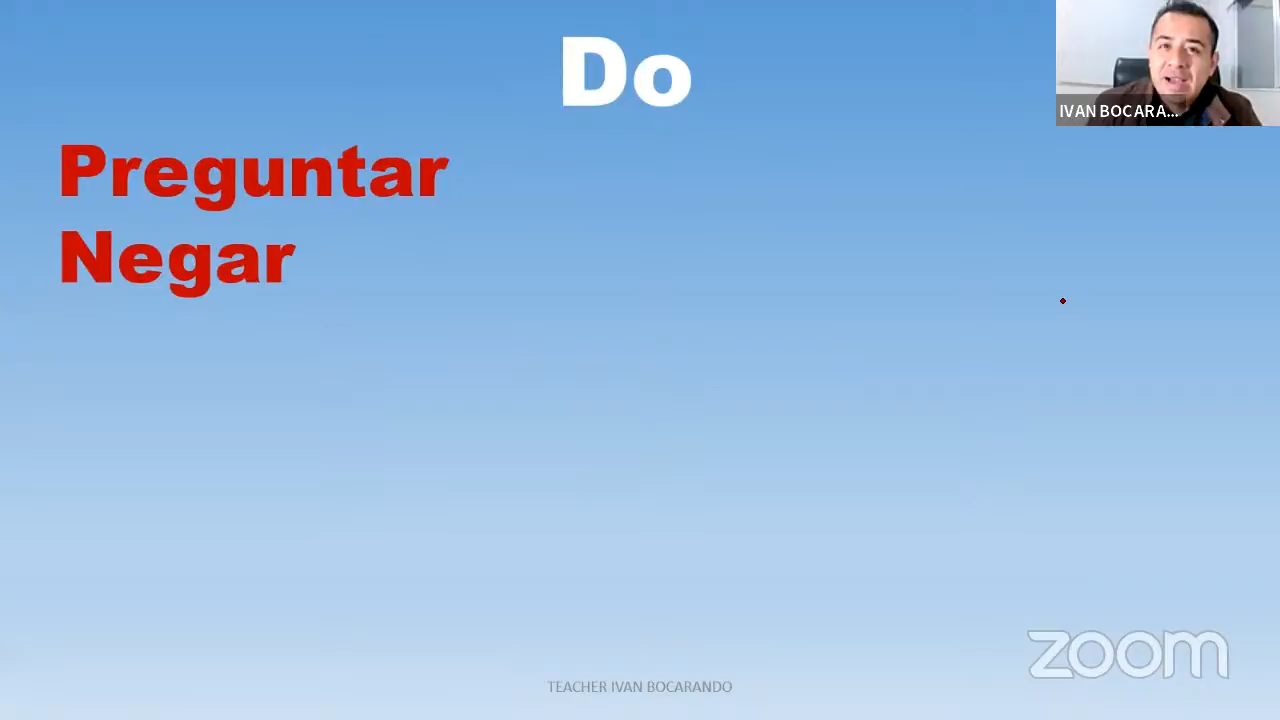 Do
IVAN BOCARA...
Preguntar
Negar
zoom
TEACHER IVAN BOCARANDO